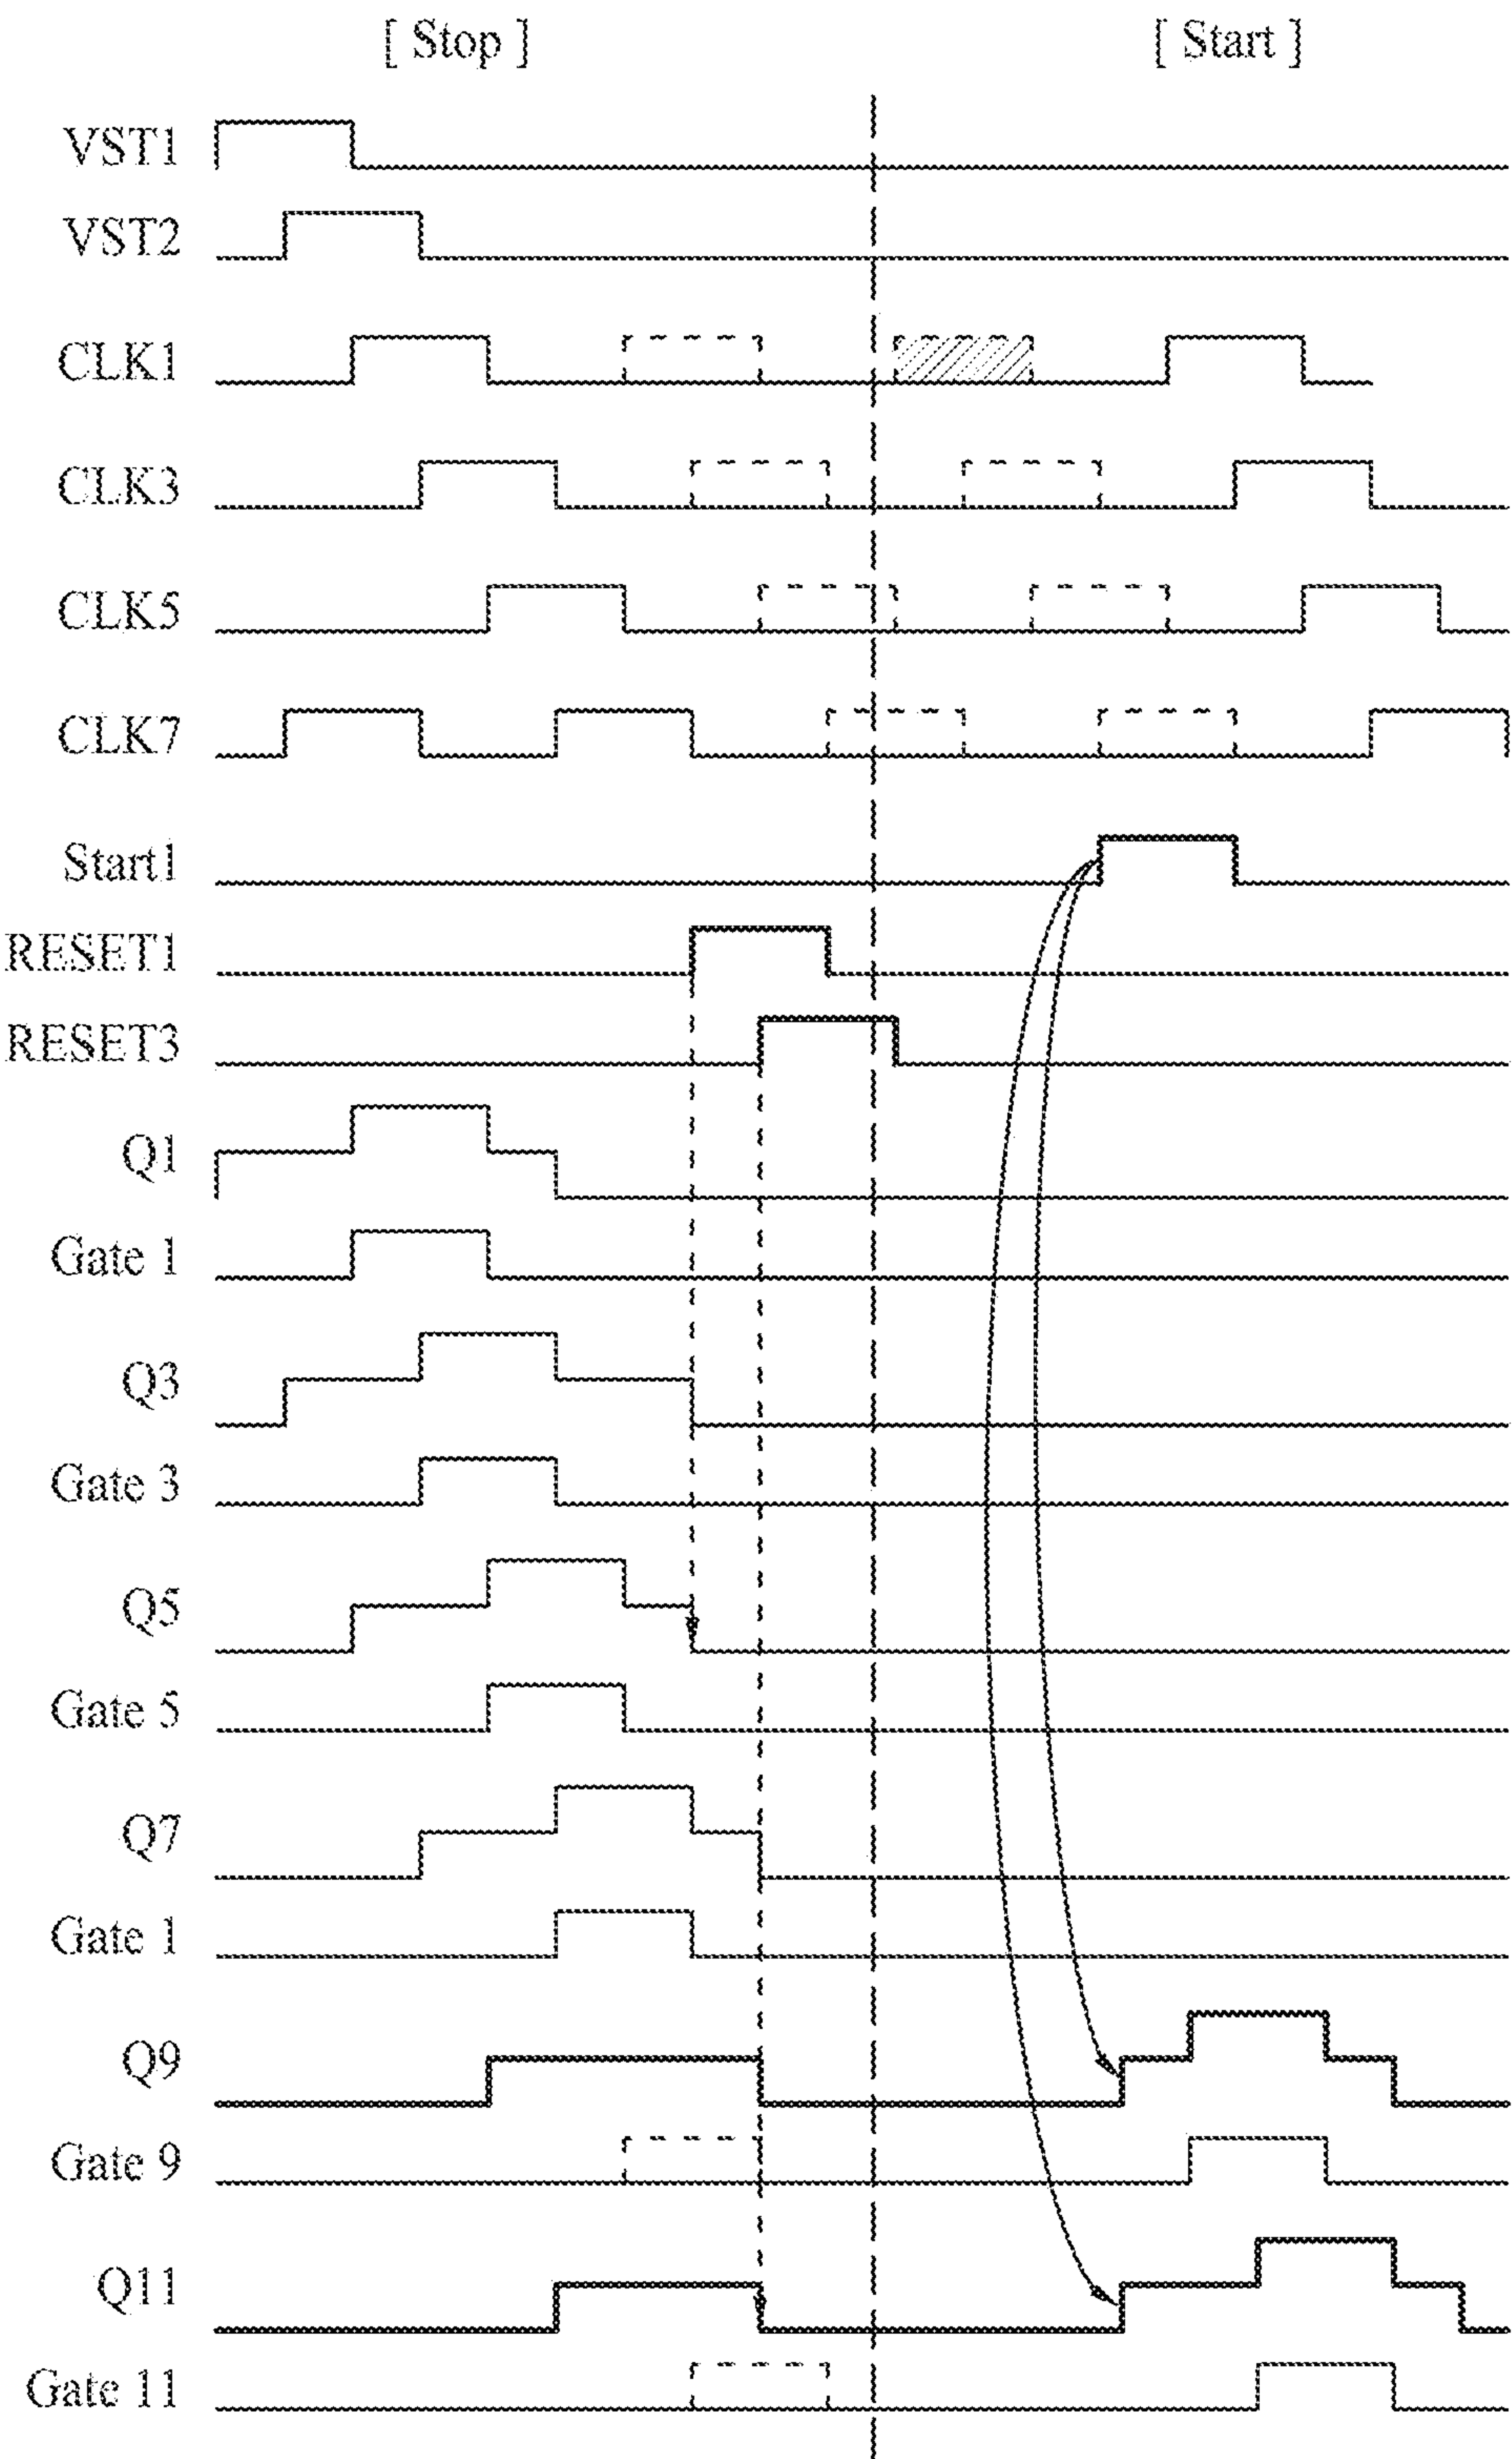 [ Stop ] [ Start ]
VST1
VST2
CLK1
CLK3
CLK5
CLK7
Start1
RESET1
RESET3
Q1
Gate 1
Q3
Gate 3
Q5
Gate 5
Q7
Gate 1
Q9
Gate 9
Q11
Gate 11